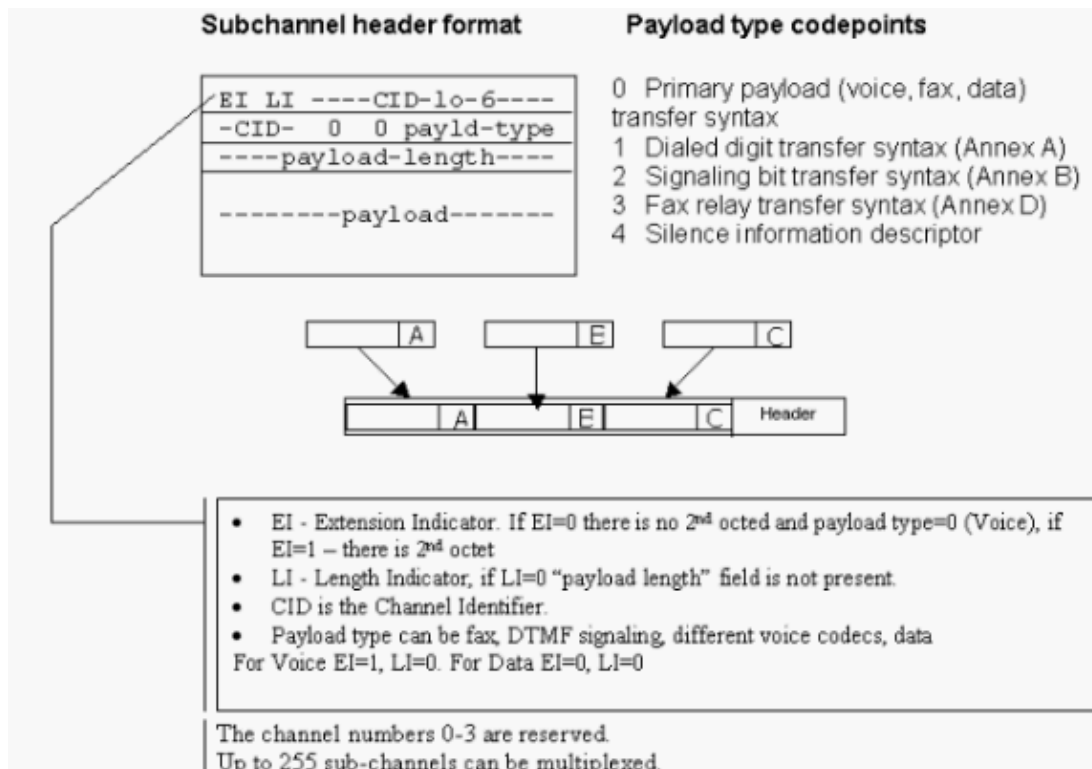 Subchannel header format
Payload type codepoints
EI LI ----CID-lo-6----
-CID- 0 0 payld-type
----payload-length----
--------payload-------
0 Primary payload (voice, fax, data)
transfer syntax
1 Dialed digit transfer syntax (Annex A)
2 Signaling bit transfer syntax (Annex B)
3 Fax relay transfer syntax (Annex D)
4 Silence information descriptor
A
E
C
A
E
C
Header
• EI - Extension Indicator. If EI=0 there is no 2nd octed and payload type=0 (Voice), if
EI=1 – there is 2nd octet
• LI - Length Indicator, if LI=0 “payload length” field is not present.
• CID is the Channel Identifier.
• Payload type can be fax, DTMF signaling, different voice codecs, data
For Voice EI=1, LI=0. For Data EI=0, LI=0
The channel numbers 0-3 are reserved.
Up to 255 sub-channels can be multiplexed.